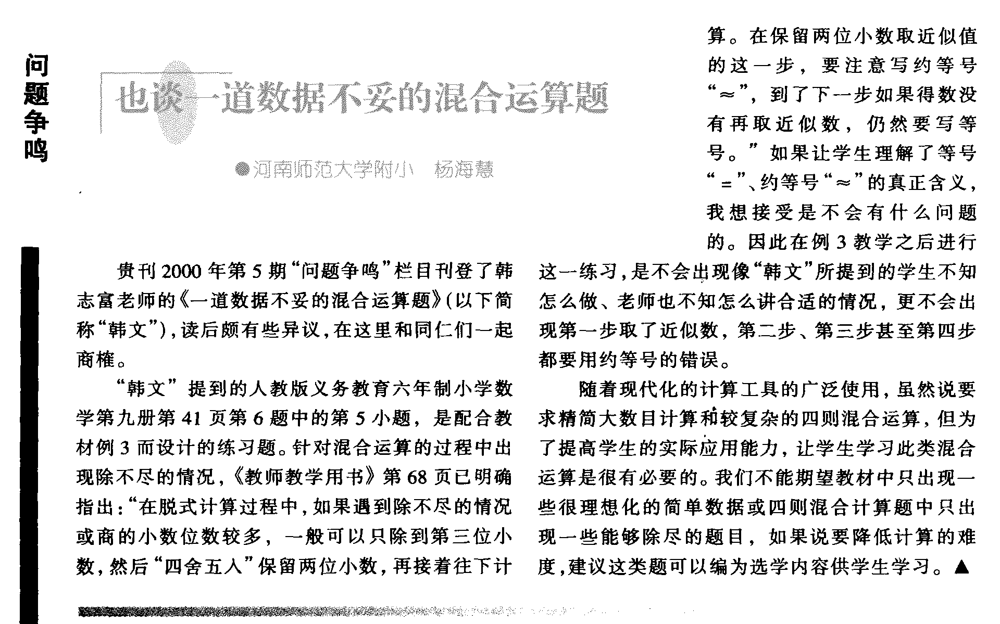 问题争鸣
也谈一道数据不妥的混合运算题
●河南师范大学附小 杨海慧
贵刊 2000 年第 5 期“问题争鸣”栏目刊登了韩
志富老师的《一道数据不妥的混合运算题》(以下简
称“韩文”),读后颇有些异议,在这里和同仁们一起
商榷。
“韩文”提到的人教版义务教育六年制小学数
学第九册第 41 页第 6 题中的第 5 小题，是配合教
材例 3 而设计的练习题。针对混合运算的过程中出
现除不尽的情况,《教师教学用书》第 68 页已明确
指出:“在脱式计算过程中,如果遇到除不尽的情况
或商的小数位数较多，一般可以只除到第三位小
数,然后“四舍五入”保留两位小数,再接着往下计
算。在保留两位小数取近似值
的这一步，要注意写约等号
“≈”，到了下一步如果得数没
有再取近似数，仍然要写等
号。”如果让学生理解了等号
“=”、约等号“≈”的真正含义,
我想接受是不会有什么问题
的。因此在例 3 教学之后进行
这一练习,是不会出现像“韩文”所提到的学生不知
怎么做、老师也不知怎么讲合适的情况，更不会出
现第一步取了近似数，第二步、第三步甚至第四步
都要用约等号的错误。
随着现代化的计算工具的广泛使用，虽然说要
求精简大数目计算和较复杂的四则混合运算，但为
了提高学生的实际应用能力，让学生学习此类混合
运算是很有必要的。我们不能期望教材中只出现一
些很理想化的简单数据或四则混合计算题中只出
现一些能够除尽的题目，如果说要降低计算的难
度,建议这类题可以编为选学内容供学生学习。▲